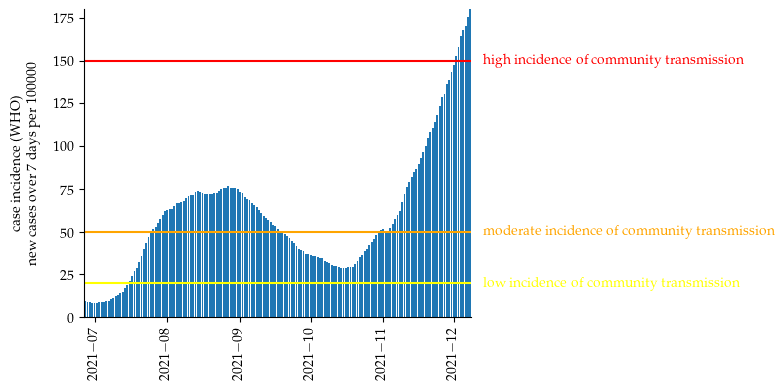 case incidence (WHO)
new cases over 7 days per 100000
175
150
125
100
75
50
25
0
high incidence of community transmission
moderate incidence of community transmission
low incidence of community transmission
2021−07
2021−08
2021−09
2021−10
2021−11
2021−12